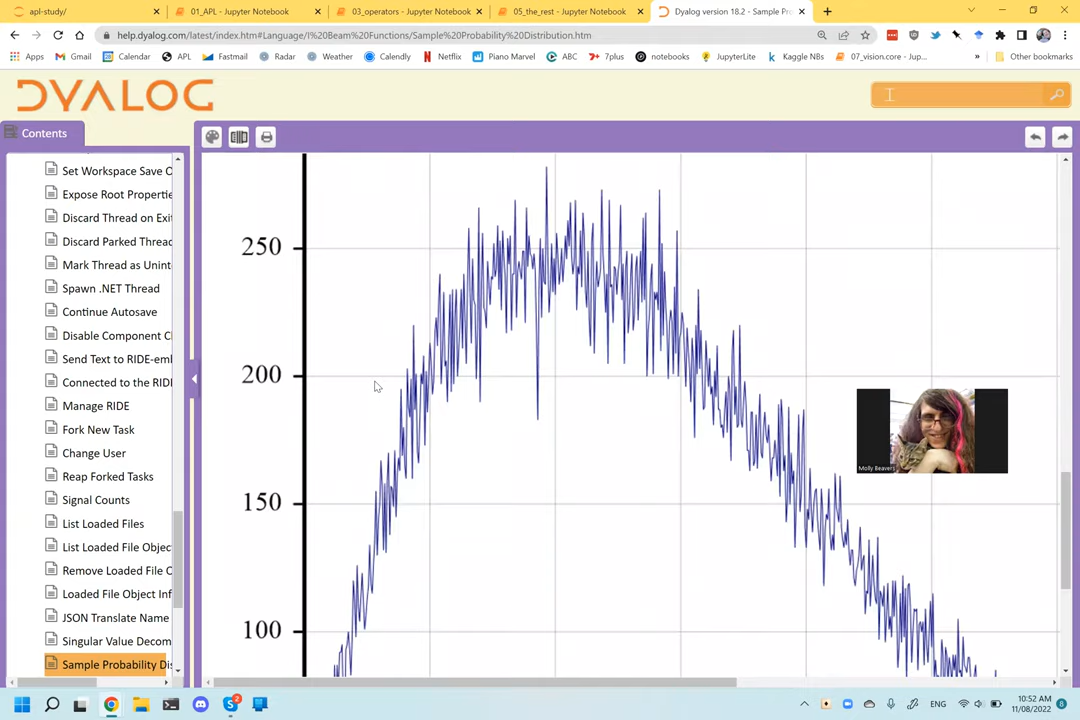 apl-study/
01_APL - Jupyter Notebook
03_operators - Jupyter Notebook
05_the_rest - Jupyter Notebook
Dyalog version 18.2 - Sample Pro
help.dyalog.com/latest/index.htm#Language/I%20Beam%20Functions/Sample%20Probability%20Distribution.htm
Apps
Gmail
Calendar
APL
Fastmail
Radar
Weather
Calendly
Netflix
Piano Marvel
ABC
7plus
notebooks
JupyterLite
Kaggle NBs
07_vision.core - Jup...
»
Other bookmarks
DYALOG
Contents
Set Workspace Save O
Expose Root Propertie
Discard Thread on Exit
Discard Parked Thread
Mark Thread as Unint
Spawn .NET Thread
Continue Autosave
Disable Component C
Send Text to RIDE-emb
Connected to the RID
Manage RIDE
Fork New Task
Change User
Reap Forked Tasks
Signal Counts
List Loaded Files
List Loaded File Objec
Remove Loaded File O
Loaded File Object Inf
JSON Translate Name
Singular Value Decom
Sample Probability Dis
250
200
150
100
Molly Beavers
2
ENG
10:52 AM
11/08/2022
8